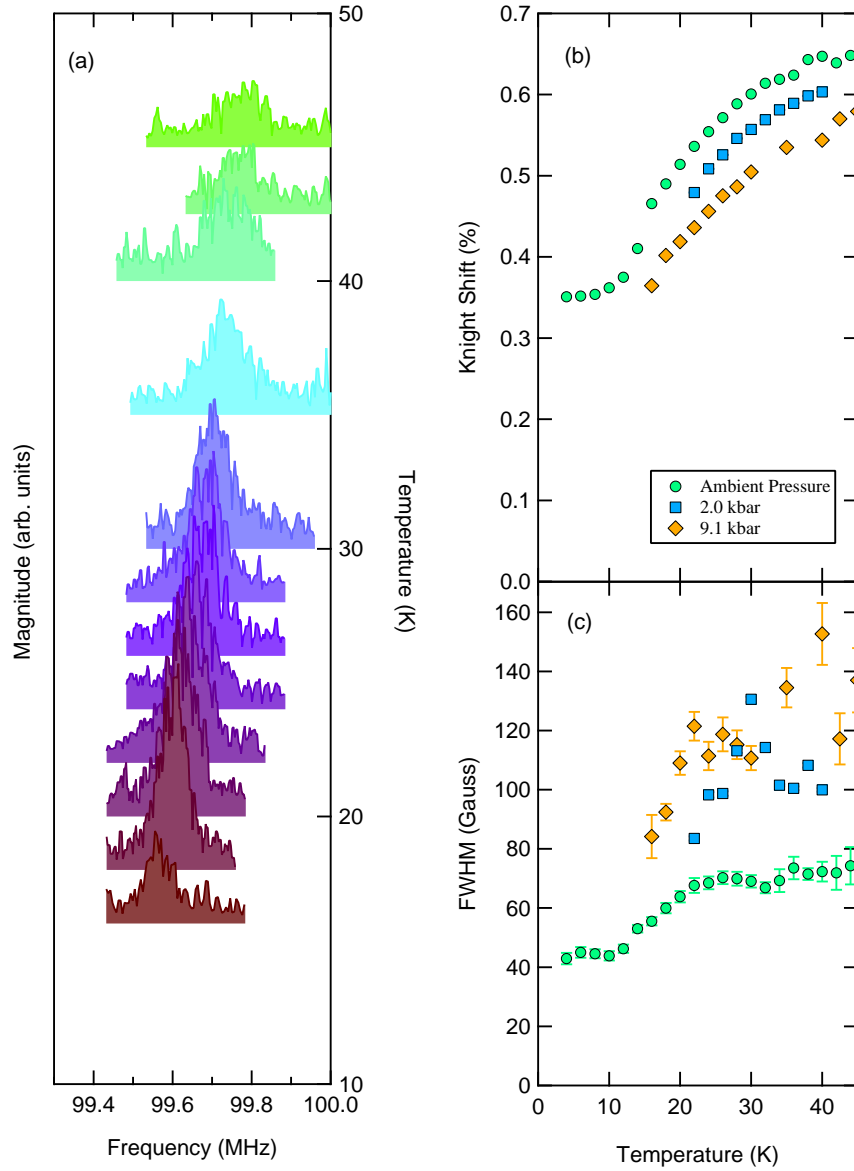 (a)
50
40
30
20
10
Temperature (K)
Magnitude (arb. units)
99.4
99.6
99.8
100.0
Frequency (MHz)
(b)
0.7
0.6
0.5
0.4
0.3
0.2
0.1
0.0
Knight Shift (%)
Ambient Pressure
2.0 kbar
9.1 kbar
(c)
160
140
120
100
80
60
40
20
0
FWHM (Gauss)
0
10
20
30
40
Temperature (K)